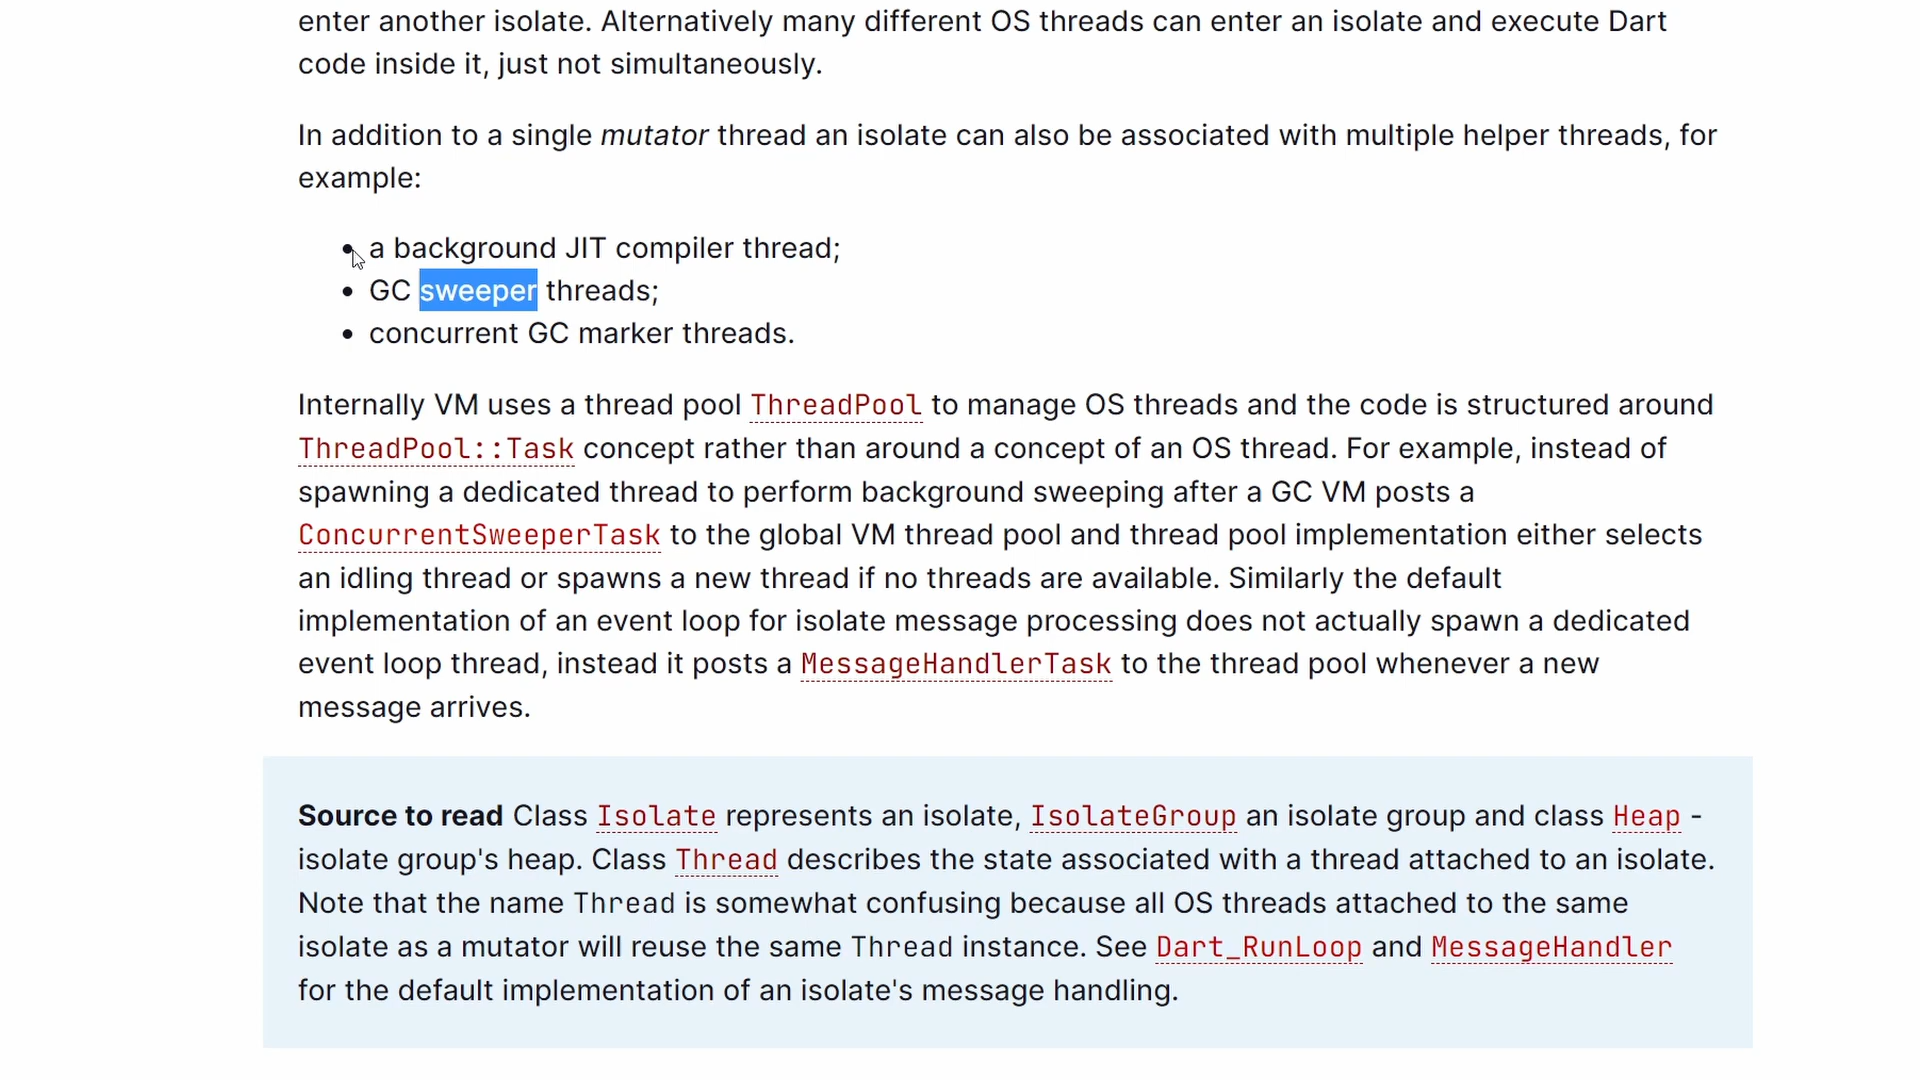 enter another isolate. Alternatively many different OS threads can enter an isolate and execute Dart
code inside it, just not simultaneously.
In addition to a single mutator thread an isolate can also be associated with multiple helper threads, for
example:
• a background JIT compiler thread;
• GC sweeper threads;
• concurrent GC marker threads.
Internally VM uses a thread pool ThreadPool to manage OS threads and the code is structured around
ThreadPool::Task concept rather than around a concept of an OS thread. For example, instead of
spawning a dedicated thread to perform background sweeping after a GC VM posts a
ConcurrentSweeperTask to the global VM thread pool and thread pool implementation either selects
an idling thread or spawns a new thread if no threads are available. Similarly the default
implementation of an event loop for isolate message processing does not actually spawn a dedicated
event loop thread, instead it posts a MessageHandlerTask to the thread pool whenever a new
message arrives.
Source to read Class Isolate represents an isolate, IsolateGroup an isolate group and class Heap -
isolate group's heap. Class Thread describes the state associated with a thread attached to an isolate.
Note that the name Thread is somewhat confusing because all OS threads attached to the same
isolate as a mutator will reuse the same Thread instance. See Dart_RunLoop and MessageHandler
for the default implementation of an isolate's message handling.